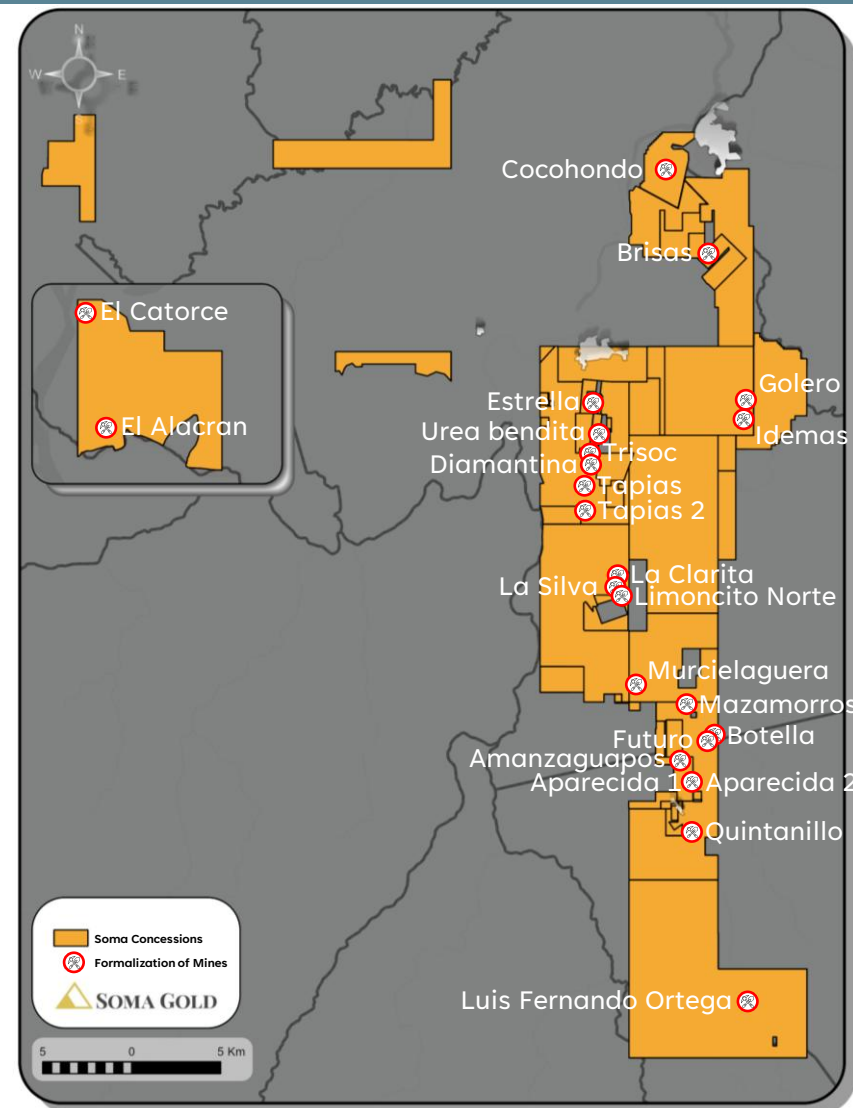 N
W
E
S
Cocohondo
Brisas
El Catorce
El Alacran
Golero
Estrella
Idemas
Urea bendita
Trisoc
Diamantina
Tapias
Tapias 2
La Clarita
La Silva
Limoncito Norte
Murcielaguera
Mazamorros
Futuro
Botella
Amanzaguapos
Aparecida 1
Aparecida 2
Quintanillo
Luis Fernando Ortega
Soma Concessions
Formalization of Mines
SOMA GOLD
5 0 5 Km